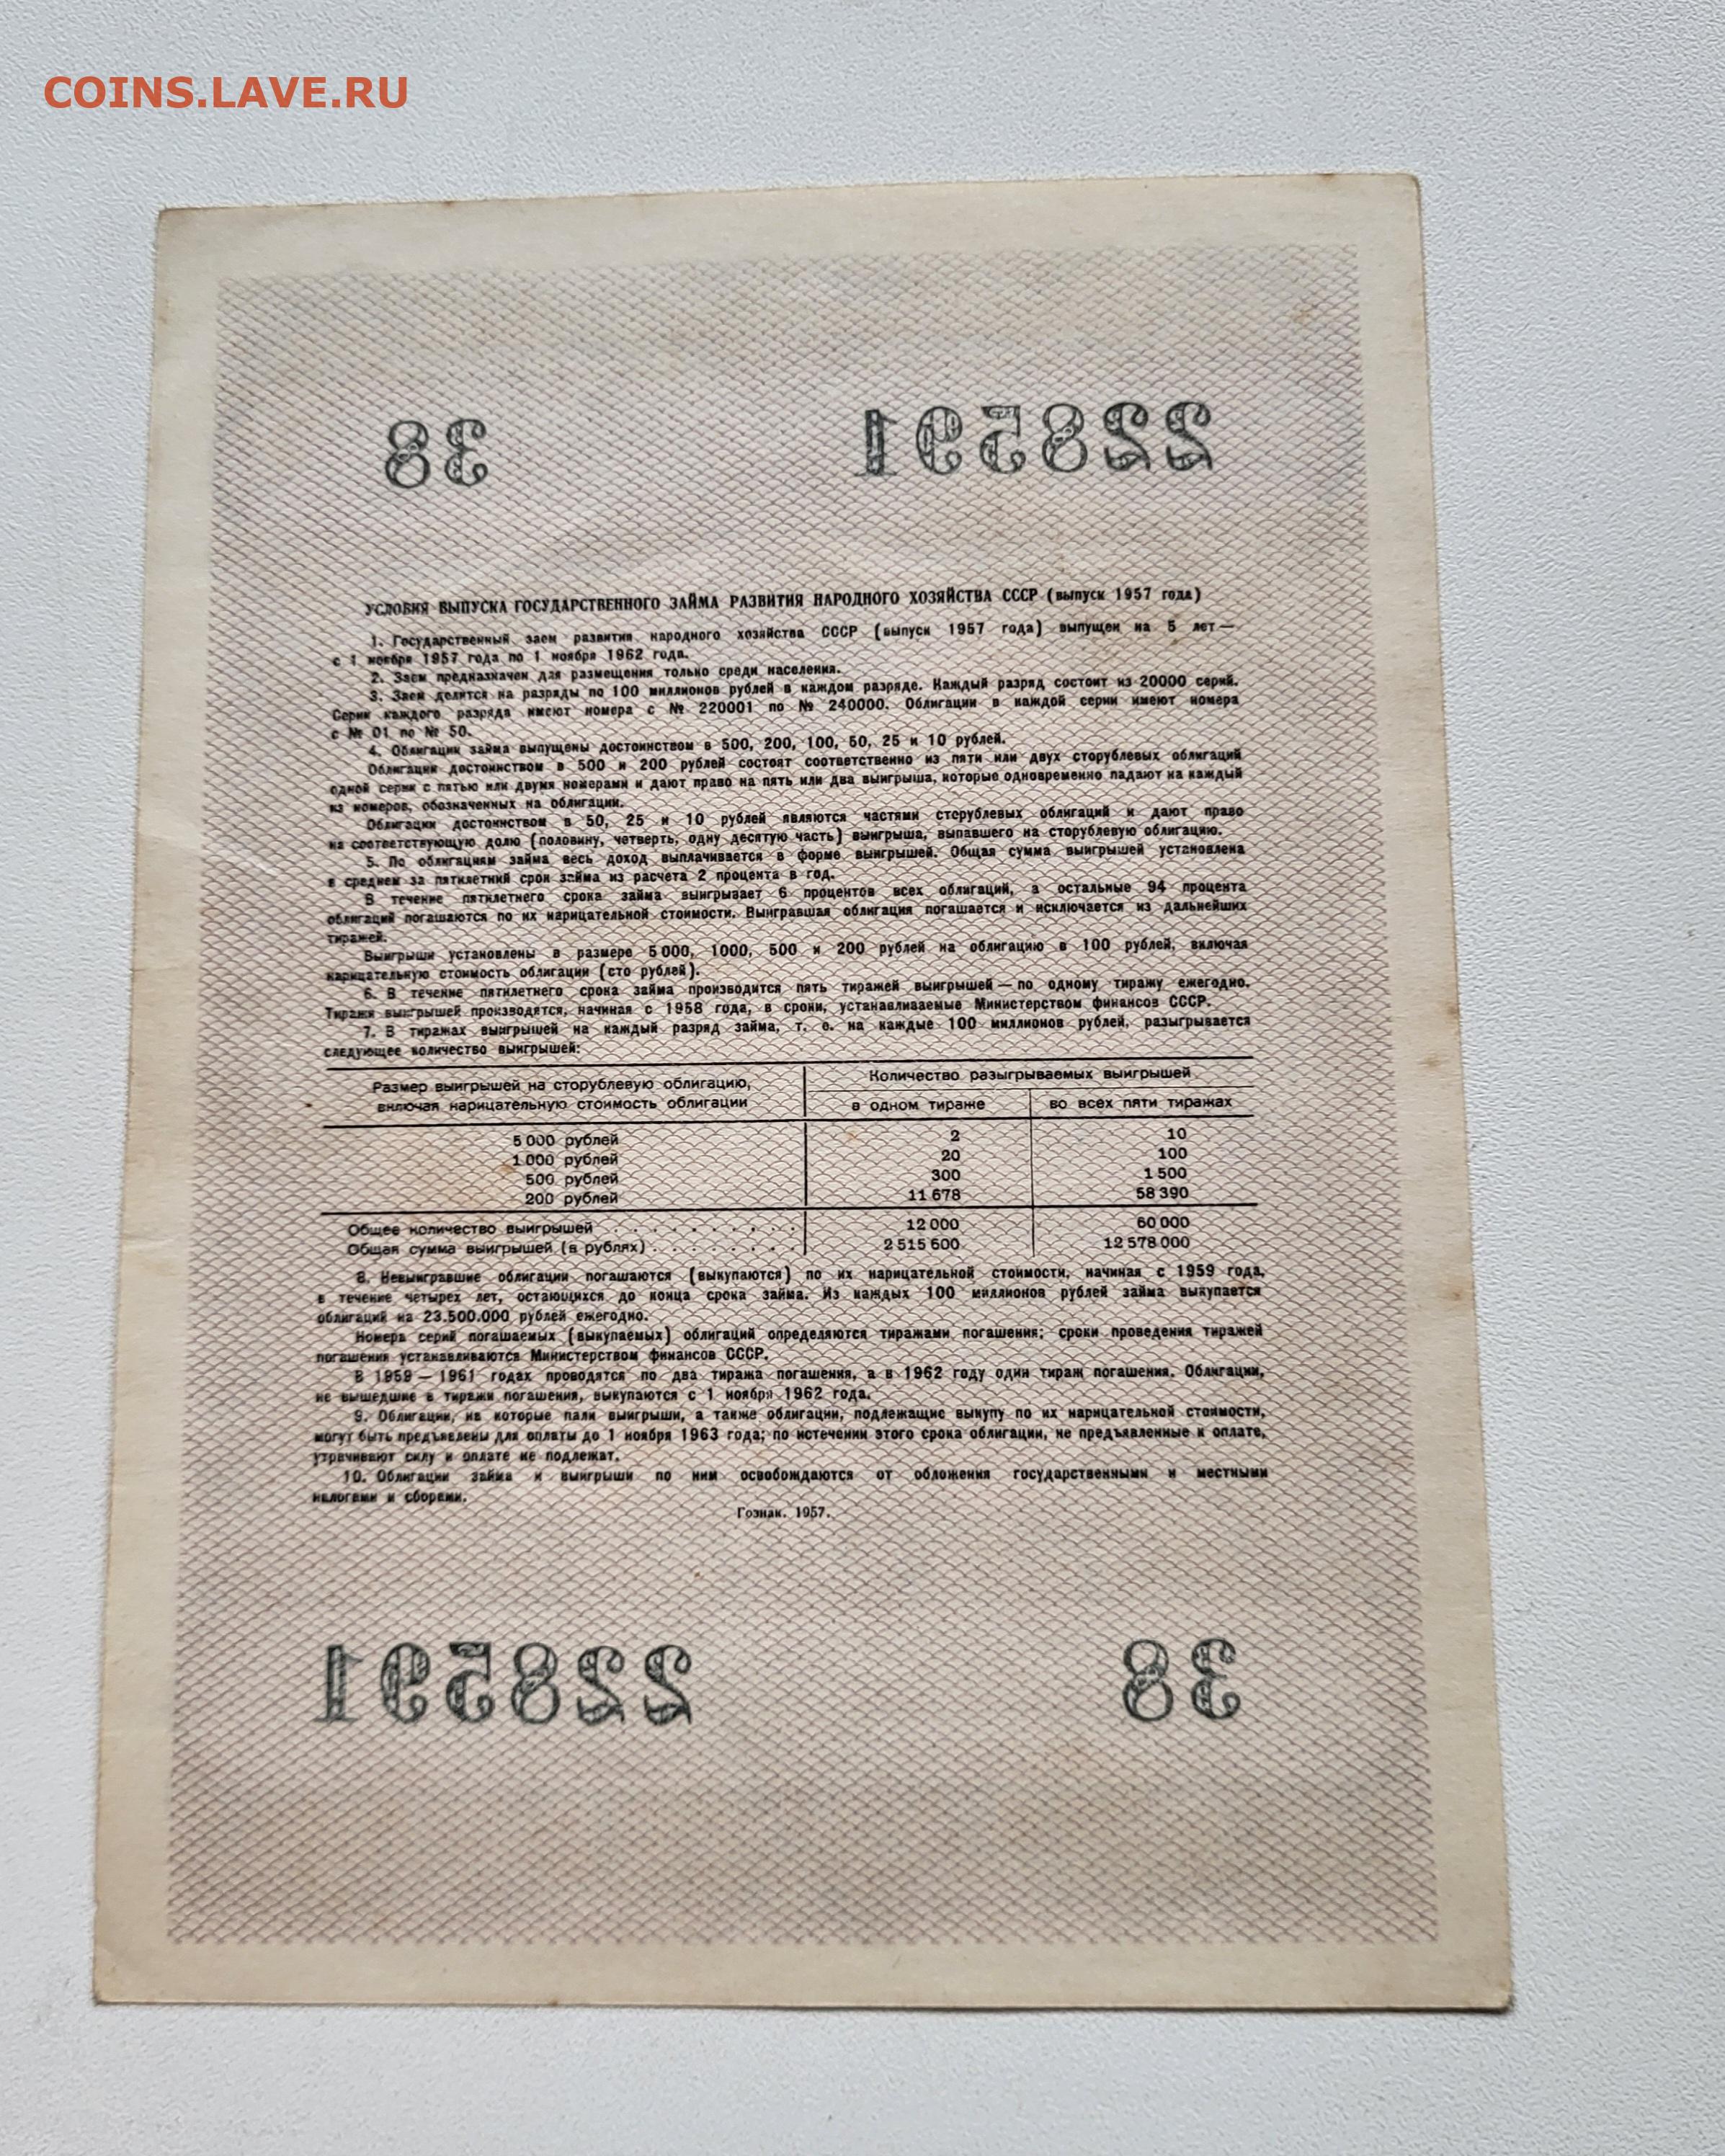 COINS.LAVE.RU
38 228591
УСЛОВИЯ ВЫПУСКА ГОСУДАРСТВЕННОГО ЗАЙМА РАЗВИТИЯ НАРОДНОГО ХОЗЯЙСТВА СССР (выпуск 1957 года)
1. Государственный заем развития народного хозяйства СССР (выпуск 1957 года) выпущен на 5 лет —
с 1 ноября 1957 года по 1 ноября 1962 года.
2. Заем предназначен для размещения только среди населения.
3. Заем делится на разряды по 100 миллионов рублей в каждом разряде. Каждый разряд состоит из 20000 серий.
Серии каждого разряда имеют номера с № 220001 по № 240000. Облигации в каждой серии имеют номера
с № 01 по № 50.
4. Облигации займа выпущены достоинством в 500, 200, 100, 50, 25 и 10 рублей.
Облигации достоинством в 500 и 200 рублей состоят соответственно из пяти или двух сторублевых облигаций
одной серии с пятью или двумя номерами и дают право на пять или два выигрыша, которые одновременно падают на каждый
из номеров, обозначенных на облигации.
Облигации достоинством в 50, 25 и 10 рублей являются частями сторублевых облигаций и дают право
на соответствующую долю (половину, четверть, одну десятую часть) выигрыша, выпавшего на сторублевую облигацию.
5. По облигациям займа весь доход выплачивается в форме выигрышей. Общая сумма выигрышей установлена
в среднем за пятилетний срок займа из расчета 2 процента в год.
В течение пятилетнего срока займа выигрывает 6 процентов всех облигаций, а остальные 94 процента
облигаций погашаются по их нарицательной стоимости. Выигравшая облигация погашается и исключается из дальнейших
тиражей.
Выигрыши установлены в размере 5 000, 1000, 500 и 200 рублей на облигацию в 100 рублей, включая
нарицательную стоимость облигации (сто рублей).
6. В течение пятилетнего срока займа производится пять тиражей выигрышей — по одному тиражу ежегодно.
Тиражи выигрышей производятся, начиная с 1958 года, в сроки, устанавливаемые Министерством финансов СССР.
7. В тиражах выигрышей на каждый разряд займа, т. е. на каждые 100 миллионов рублей, разыгрывается
следующее количество выигрышей:
Размер выигрышей на сторублевую облигацию, Количество разыгрываемых выигрышей
включая нарицательную стоимость облигации в одном тираже во всех пяти тиражах
5 000 рублей 2 10
1 000 рублей 20 100
500 рублей 300 1 500
200 рублей 11 678 58 390
Общее количество выигрышей . . . . . . . . . . 12 000 60 000
Общая сумма выигрышей (в рублях) . . . . . . . . 2 515 600 12 578 000
8. Невыигравшие облигации погашаются (выкупаются) по их нарицательной стоимости, начиная с 1959 года,
в течение четырех лет, остающихся до конца срока займа. Из каждых 100 миллионов рублей займа выкупается
облигаций на 23.500.000 рублей ежегодно.
Номера серий погашаемых (выкупаемых) облигаций определяются тиражами погашения; сроки проведения тиражей
погашения устанавливаются Министерством финансов СССР.
В 1959 — 1961 годах проводятся по два тиража погашения, а в 1962 году один тираж погашения. Облигации,
не вышедшие в тиражи погашения, выкупаются с 1 ноября 1962 года.
9. Облигации, на которые пали выигрыши, а также облигации, подлежащие выкупу по их нарицательной стоимости,
могут быть предъявлены для оплаты до 1 ноября 1963 года; по истечении этого срока облигации, не предъявленные к оплате,
утрачивают силу и оплате не подлежат.
10. Облигации займа и выигрыши по ним освобождаются от обложения государственными и местными
налогами и сборами.
Гознак. 1957.
228591 38